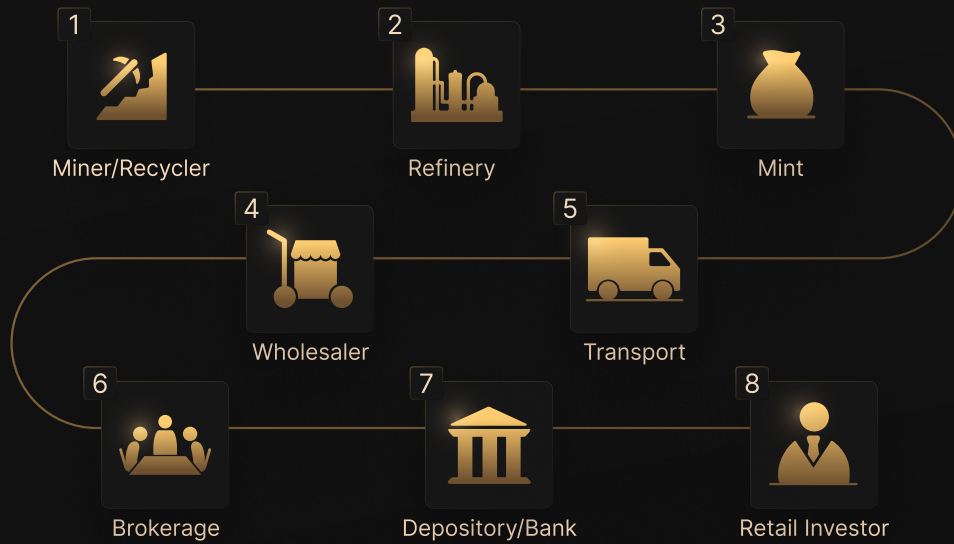 1
Miner/Recycler
2
Refinery
3
Mint
4
Wholesaler
5
Transport
6
Brokerage
7
Depository/Bank
8
Retail Investor